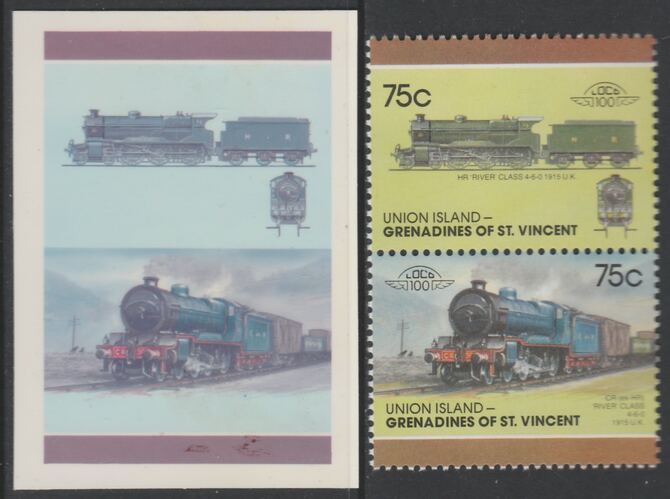 75c
LOCO
100
HR 'RIVER' CLASS 4-6-0 1915 U.K.
UNION ISLAND –
GRENADINES OF ST. VINCENT
LOCO
100
75c
CR (ex HR)
'RIVER' CLASS
4-6-0
1915 U.K.
UNION ISLAND –
GRENADINES OF ST. VINCENT